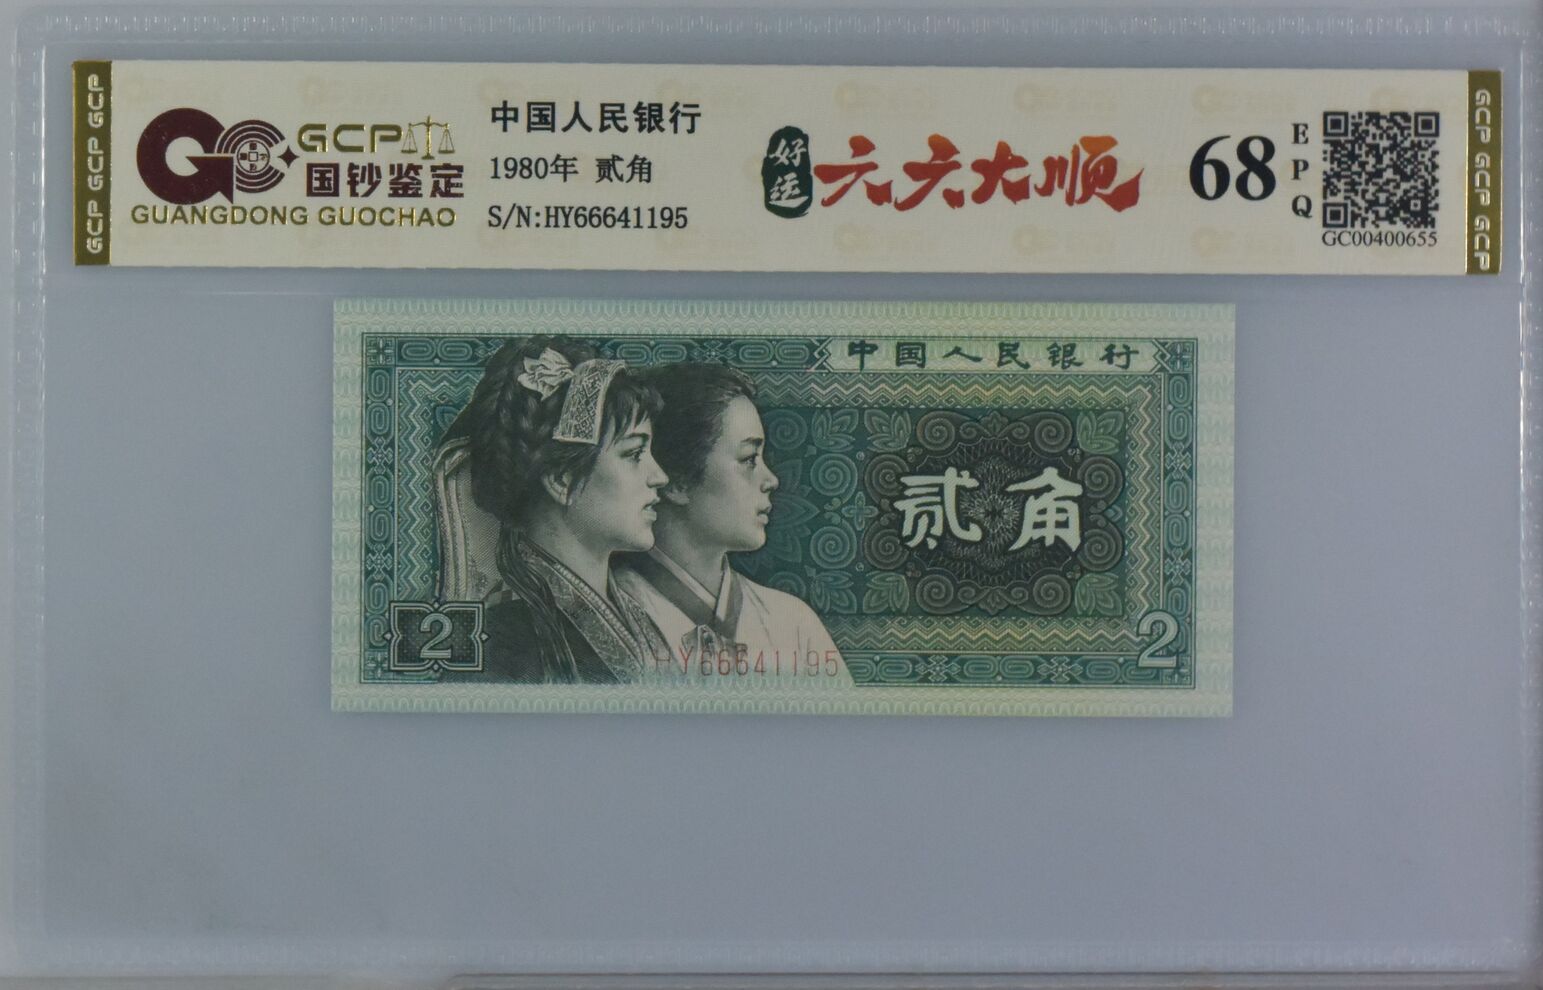 GCP GCP GCP
GCP
国钞鉴定
GUANGDONG GUOCHAO
中国人民银行
1980年 贰角
S/N:HY66641195
好运
六六大顺
68
EPQ
GC00400655
GCP GCP GCP
中国人民银行
贰角
2
2
HY66641195